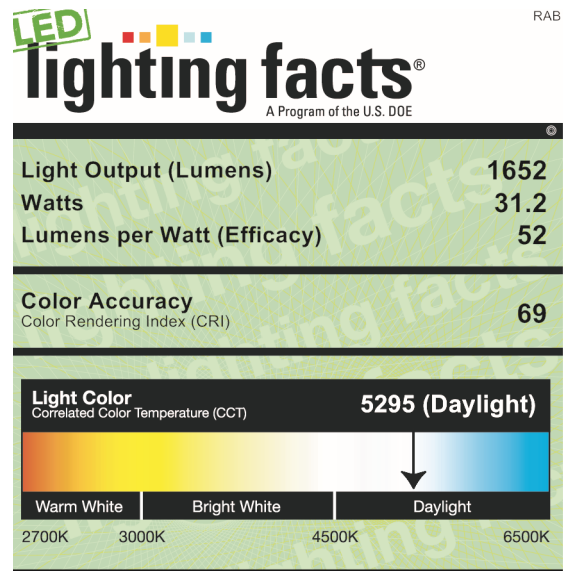 RAB
LED
lighting facts®
A Program of the U.S. DOE
Light Output (Lumens) 1652
Watts 31.2
Lumens per Watt (Efficacy) 52
Color Accuracy
Color Rendering Index (CRI) 69
Light Color
Correlated Color Temperature (CCT) 5295 (Daylight)
Warm White Bright White Daylight
2700K 3000K 4500K 6500K